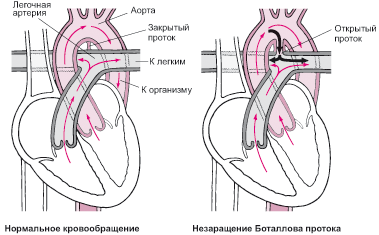 Легочная
артерия
Аорта
Закрытый
проток
К легким
К организму
Открытый
проток
Нормальное кровообращение
Незаращение Боталлова протока